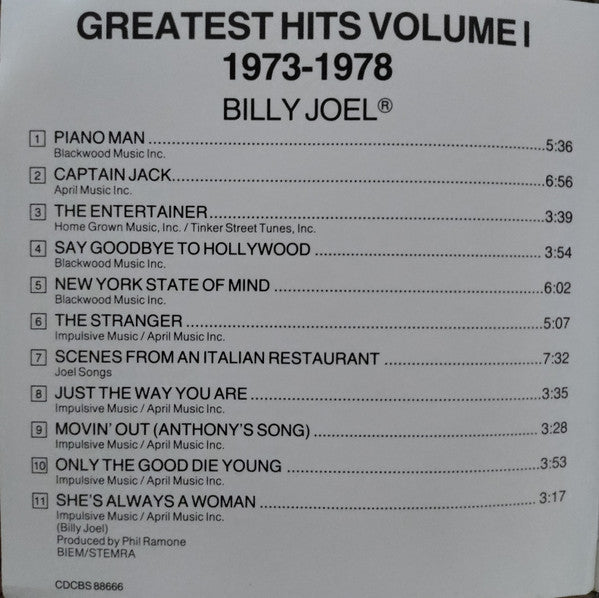 GREATEST HITS VOLUME I
1973-1978
BILLY JOEL®
1 PIANO MAN 5:36
Blackwood Music Inc.
2 CAPTAIN JACK 6:56
April Music Inc.
3 THE ENTERTAINER 3:39
Home Grown Music, Inc. / Tinker Street Tunes, Inc.
4 SAY GOODBYE TO HOLLYWOOD 3:54
Blackwood Music Inc.
5 NEW YORK STATE OF MIND 6:02
Blackwood Music Inc.
6 THE STRANGER 5:07
Impulsive Music / April Music Inc.
7 SCENES FROM AN ITALIAN RESTAURANT 7:32
Joel Songs
8 JUST THE WAY YOU ARE 3:35
Impulsive Music / April Music Inc.
9 MOVIN' OUT (ANTHONY'S SONG) 3:28
Impulsive Music / April Music Inc.
10 ONLY THE GOOD DIE YOUNG 3:53
Impulsive Music / April Music Inc.
11 SHE'S ALWAYS A WOMAN 3:17
Impulsive Music / April Music Inc.
(Billy Joel)
Produced by Phil Ramone
BIEM/STEMRA
CDCBS 88666